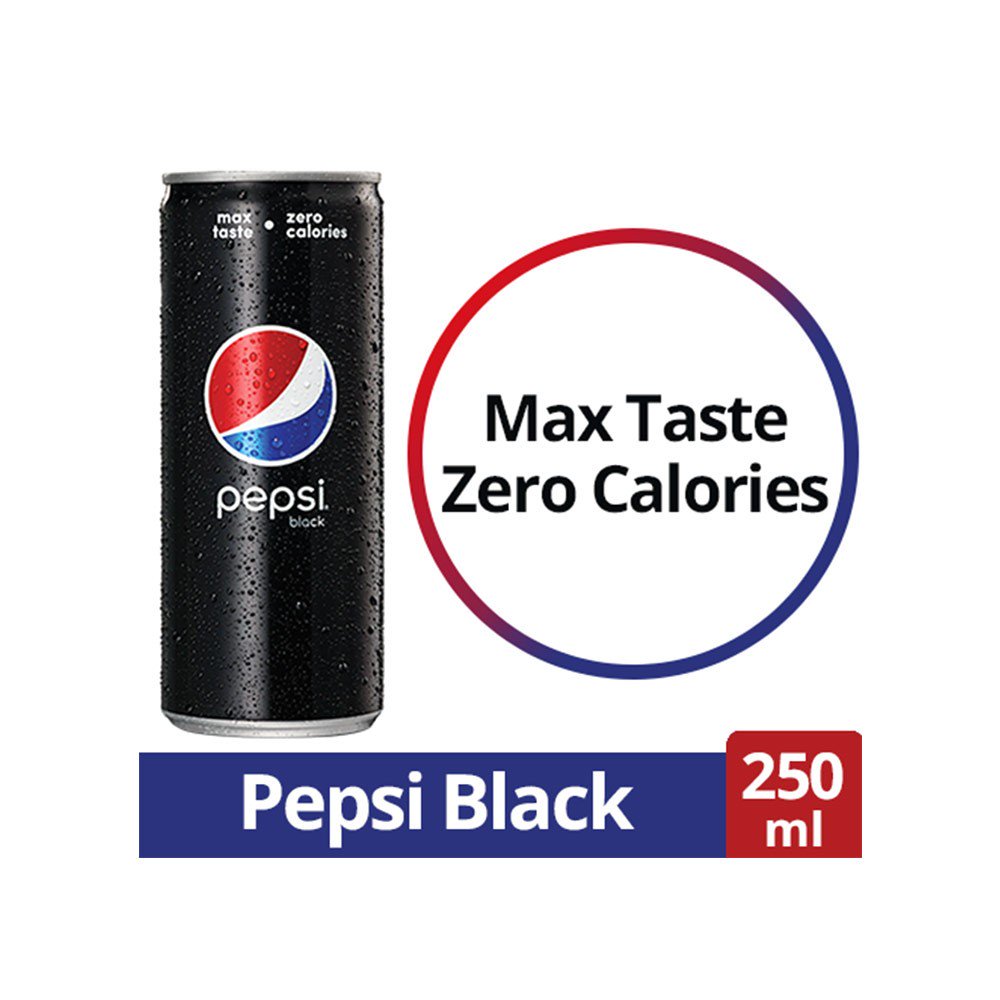 max taste • zero calories
pepsi.
black
Max Taste
Zero Calories
Pepsi Black
250
ml